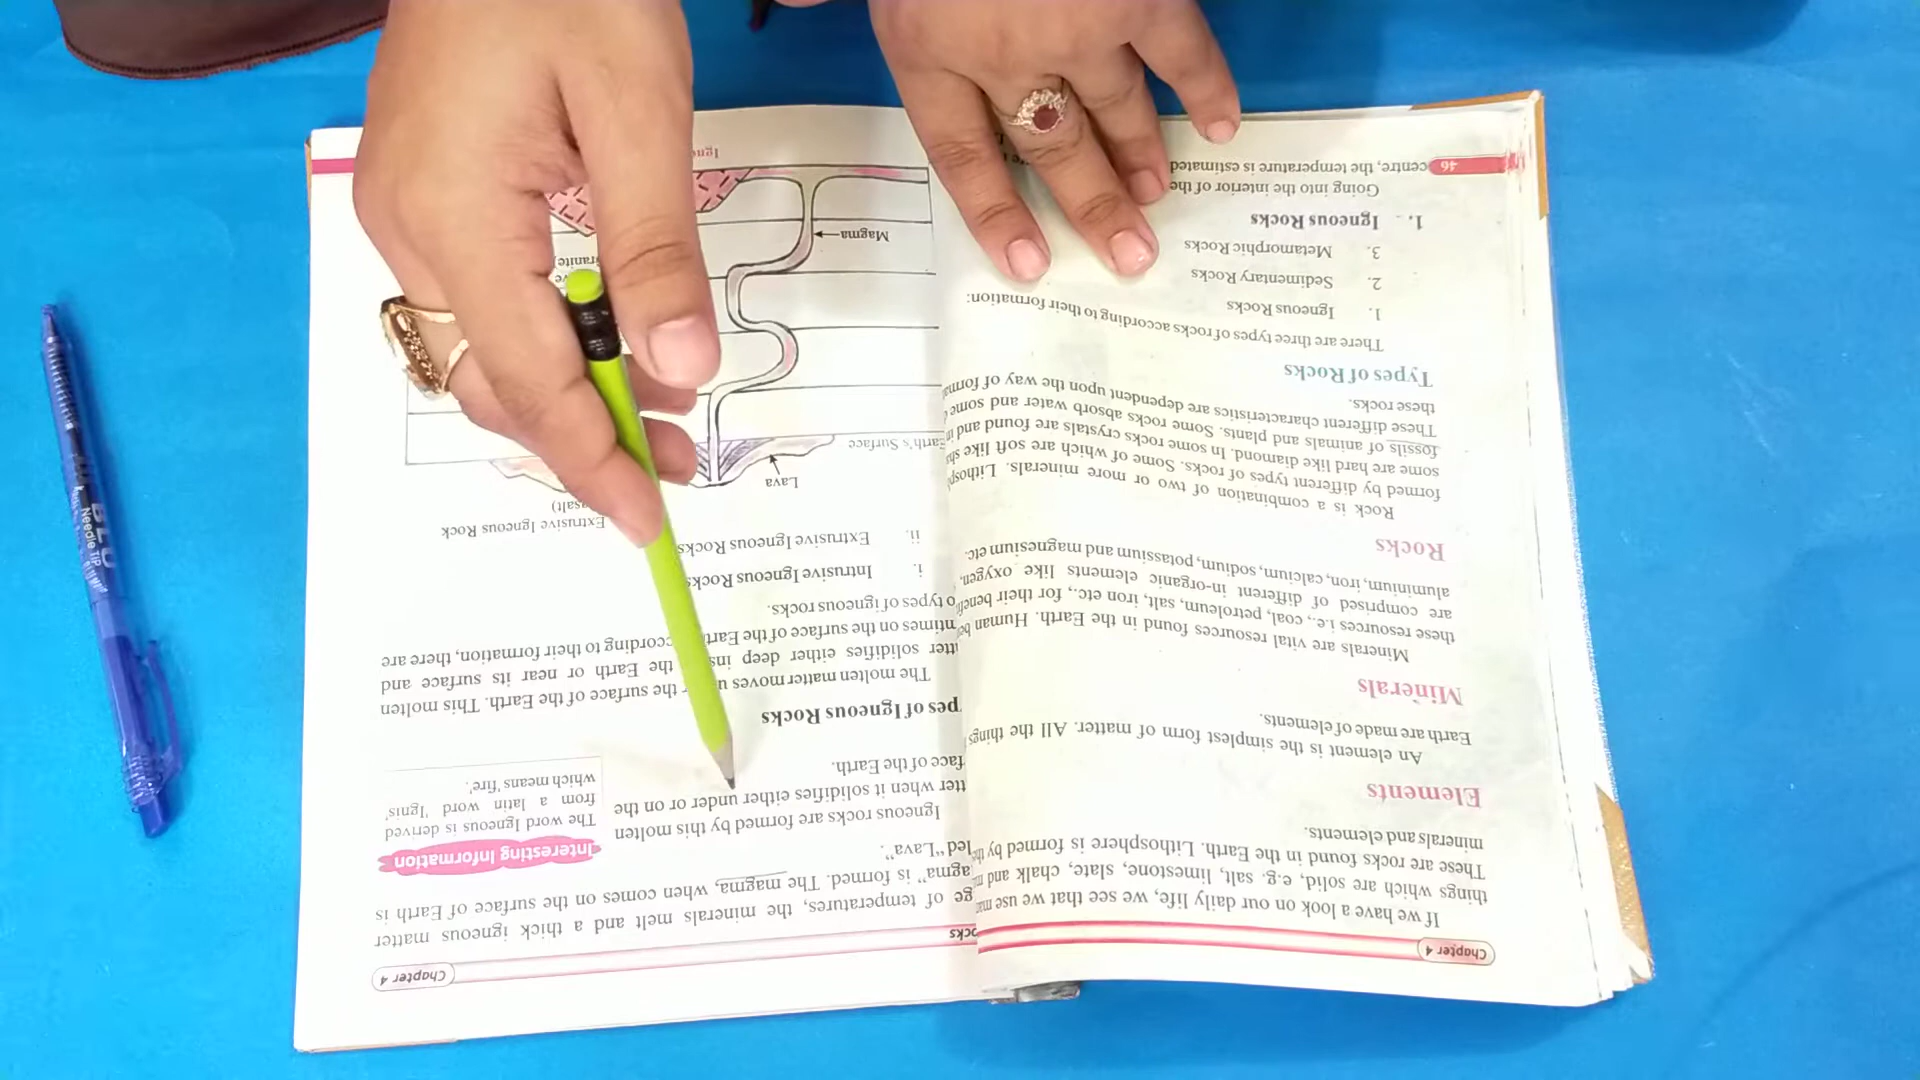 Chapter 4
If we have a look on our daily life, we see that we use
things which are solid, e.g. salt, limestone, slate, chalk and
These are rocks found in the Earth. Lithosphere is formed by
minerals and elements.
Elements
An element is the simplest form of matter. All the things
Earth are made of elements.
Minerals
Minerals are vital resources found in the Earth. Human
these resources i.e., coal, petroleum, salt, iron etc., for their
are comprised of different in-organic elements like oxygen,
aluminium, iron, calcium, sodium, potassium and magnesium etc.
Rocks
Rock is a combination of two or more minerals.
formed by different types of rocks. Some of which are soft like
some are hard like diamond. In some rocks crystals are found and
fossils of animals and plants. Some rocks absorb water and some
These different characteristics are dependent upon the way of
these rocks.
Types of Rocks
There are three types of rocks according to their formation:
1. Igneous Rocks
2. Sedimentary Rocks
3. Metamorphic Rocks
1. Igneous Rocks
Going into the interior of the
centre, the temperature is estimated
46
Chapter 4
ocks
ge of temperatures, the minerals melt and a thick igneous matter
agma" is formed. The magma, when comes on the surface of Earth is
led "Lava".
Igneous rocks are formed by this molten
tter when it solidifies either under or on the
face of the Earth.
Interesting Information
The word Igneous is derived
from a latin word 'Ignis'
which means 'fire'.
pes of Igneous Rocks
The molten matter moves the surface of the Earth. This molten
tter solidifies either deep the Earth or near its surface and
ntimes on the surface of the cording to their formation, there are
o types of igneous rocks.
i. Intrusive Igneous Rocks
ii. Extrusive Igneous Rocks
Extrusive Igneous Rock
Lava
Earth's Surface
Magma
BLO
Needle TIP